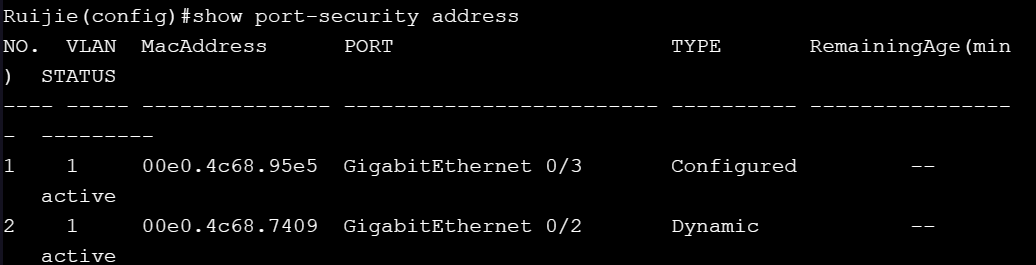 Ruijie(config)#show port-security address
NO.  VLAN  MacAddress      PORT                      TYPE       RemainingAge(min
)  STATUS
---- ----- --------------- ------------------------- ---------- ----------------
-  ---------
1    1     00e0.4c68.95e5  GigabitEthernet 0/3       Configured         --
   active
2    1     00e0.4c68.7409  GigabitEthernet 0/2       Dynamic            --
   active